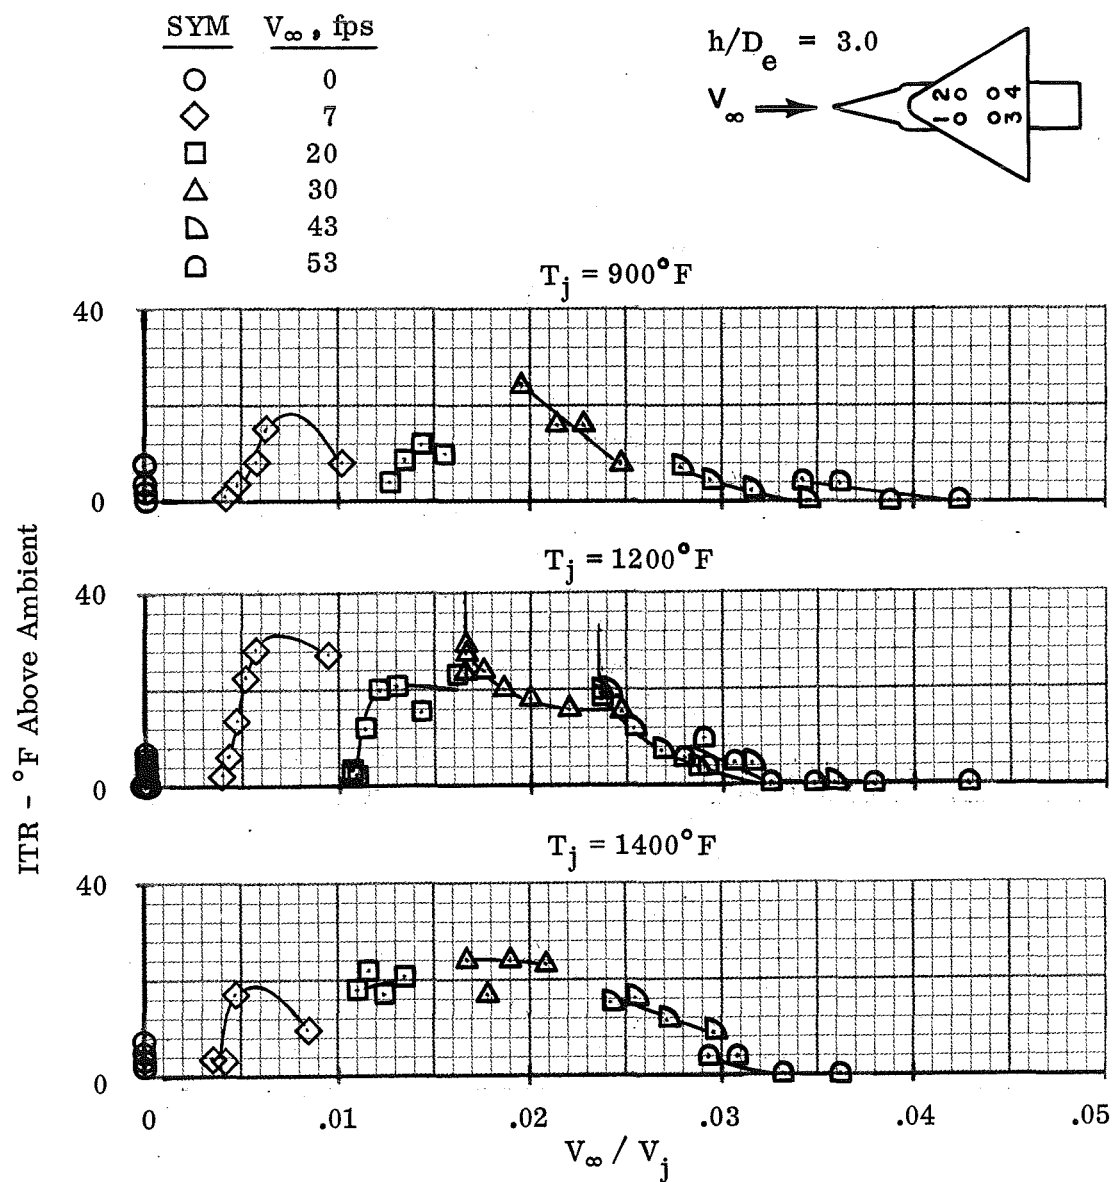 SYM V∞, fps
0
7
20
30
43
53
h/De = 3.0
V∞
2 4
1 3
Tj = 900°F
40
0
Tj = 1200°F
40
0
Tj = 1400°F
40
0
ITR - °F Above Ambient
0 .01 .02 .03 .04 .05
V∞ / Vj